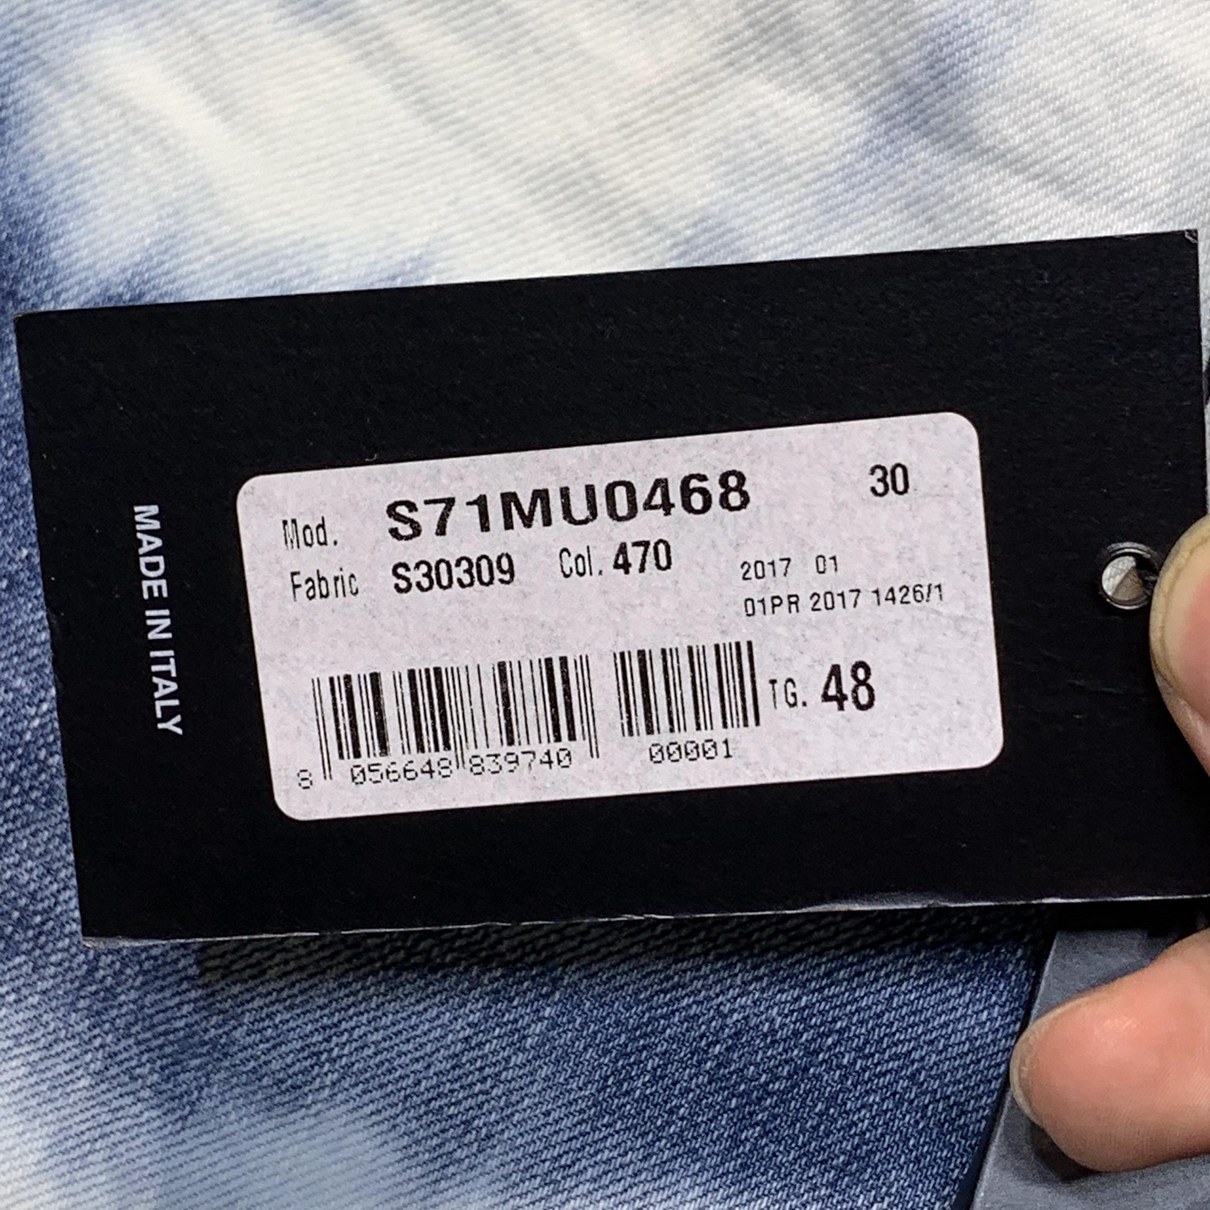 MADE IN ITALY
Mod. S71MU0468 30
Fabric S30309 Col. 470 2017 01
01PR 2017 1426/1
TG. 48
8 056648 839740 00001